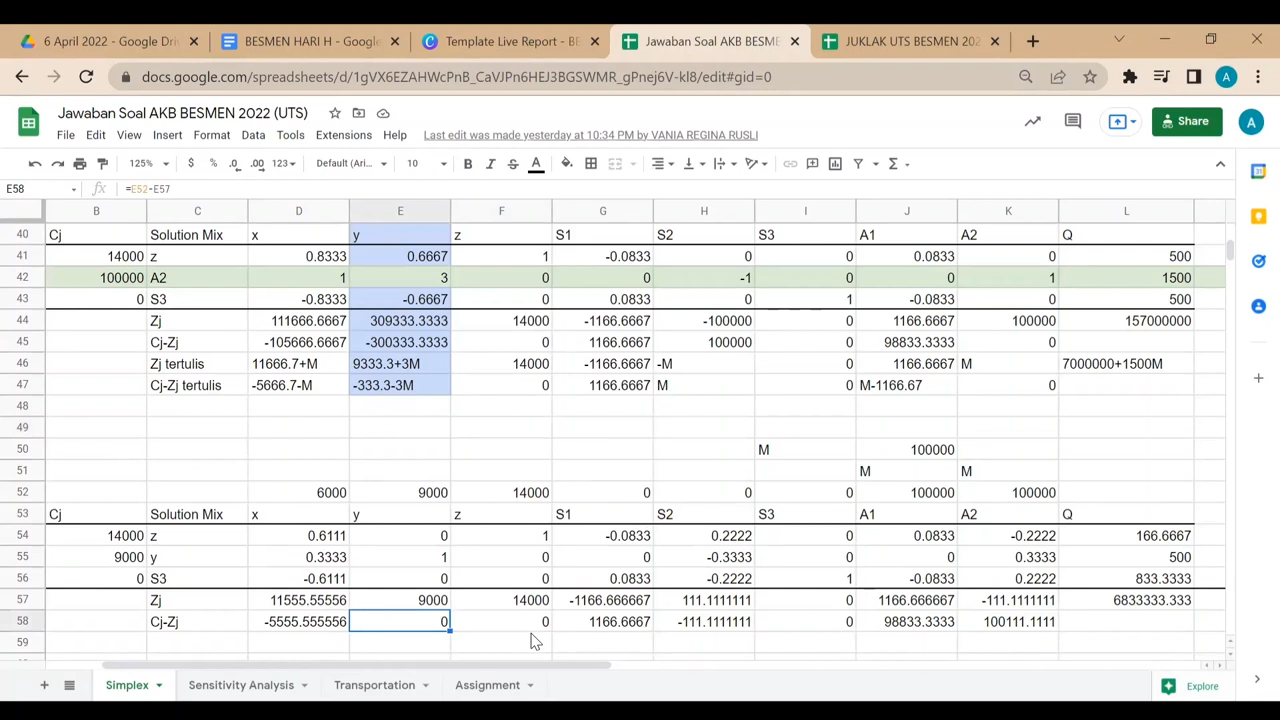 6 April 2022 - Google Driv
BESMEN HARI H - Google
Template Live Report - BE
Jawaban Soal AKB BESME
JUKLAK UTS BESMEN 202
docs.google.com/spreadsheets/d/1gVX6EZAHWcPnB_CaVJPn6HEJ3BGSWMR_gPnej6V-kI8/edit#gid=0
A
Jawaban Soal AKB BESMEN 2022 (UTS)
File Edit View Insert Format Data Tools Extensions Help Last edit was made yesterday at 10:34 PM by VANIA REGINA RUSLI
Share
A
125% $ % .0 .00 123 Default (Ari... 10 B I S A
E58 fx =E52-E57
B C D E F G H I J K L
40 Cj Solution Mix x y z S1 S2 S3 A1 A2 Q
41 14000 z 0.8333 0.6667 1 -0.0833 0 0 0.0833 0 500
42 100000 A2 1 3 0 0 -1 0 0 1 1500
43 0 S3 -0.8333 -0.6667 0 0.0833 0 1 -0.0833 0 500
44 Zj 111666.6667 309333.3333 14000 -1166.6667 -100000 0 1166.6667 100000 157000000
45 Cj-Zj -105666.6667 -300333.3333 0 1166.6667 100000 0 98833.3333 0
46 Zj tertulis 11666.7+M 9333.3+3M 14000 -1166.6667 -M 0 1166.6667 M 7000000+1500M
47 Cj-Zj tertulis -5666.7-M -333.3-3M 0 1166.6667 M 0 M-1166.67 0
48
49
50 M 100000
51 M M
52 6000 9000 14000 0 0 0 100000 100000
53 Cj Solution Mix x y z S1 S2 S3 A1 A2 Q
54 14000 z 0.6111 0 1 -0.0833 0.2222 0 0.0833 -0.2222 166.6667
55 9000 y 0.3333 1 0 0 -0.3333 0 0 0.3333 500
56 0 S3 -0.6111 0 0 0.0833 -0.2222 1 -0.0833 0.2222 833.3333
57 Zj 11555.55556 9000 14000 -1166.666667 111.1111111 0 1166.666667 -111.1111111 6833333.333
58 Cj-Zj -5555.555556 0 0 1166.6667 -111.1111111 0 98833.3333 100111.1111
59
Simplex Sensitivity Analysis Transportation Assignment Explore